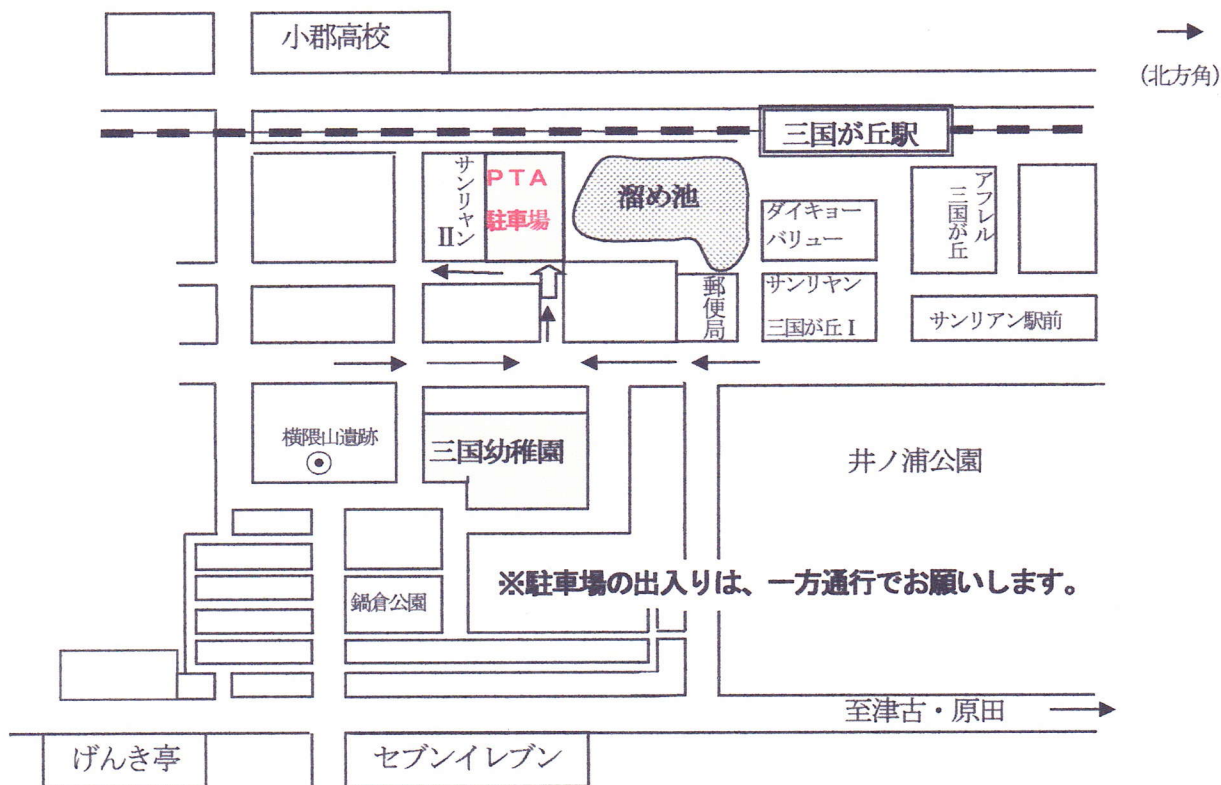 小郡高校
(北方角)
三国が丘駅
サンリヤン
Ⅱ
PTA
駐車場
溜め池
ダイキョー
バリュー
アフレル
三国が丘
郵便局
サンリヤン
三国が丘Ⅰ
サンリアン駅前
横隈山遺跡
三国幼稚園
井ノ浦公園
※駐車場の出入りは、一方通行でお願いします。
鍋倉公園
至津古・原田
げんき亭
セブンイレブン